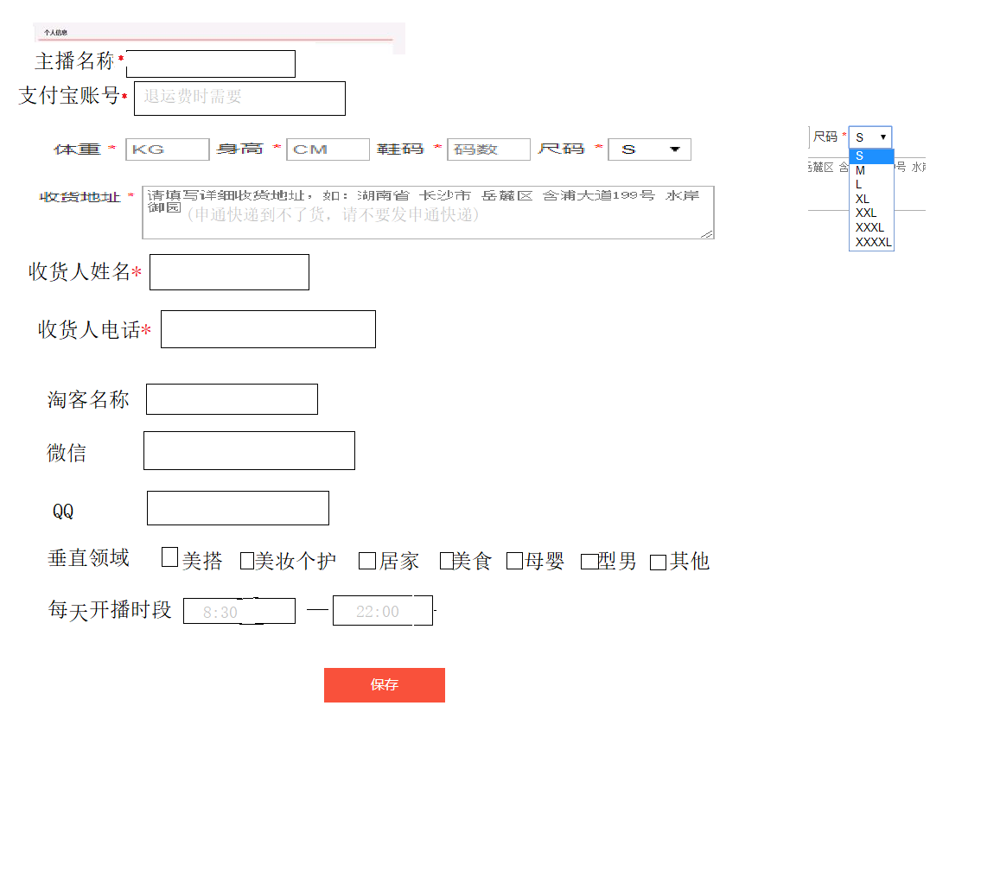 个人信息
主播名称*
支付宝账号* 退运费时需要
体重 * KG 身高 * CM 鞋码 * 码数 尺码 * S
收货地址 * 请填写详细收货地址，如：湖南省 长沙市 岳麓区 含浦大道199号 水岸
御园(申通快递到不了货，请不要发申通快递)
收货人姓名*
收货人电话*
淘客名称
微信
QQ
垂直领域 美搭 美妆个护 居家 美食 母婴 型男 其他
每天开播时段 8:30 — 22:00
保存
尺码 * S
S
岳麓区 含 号 水岸
M
L
XL
XXL
XXXL
XXXXL